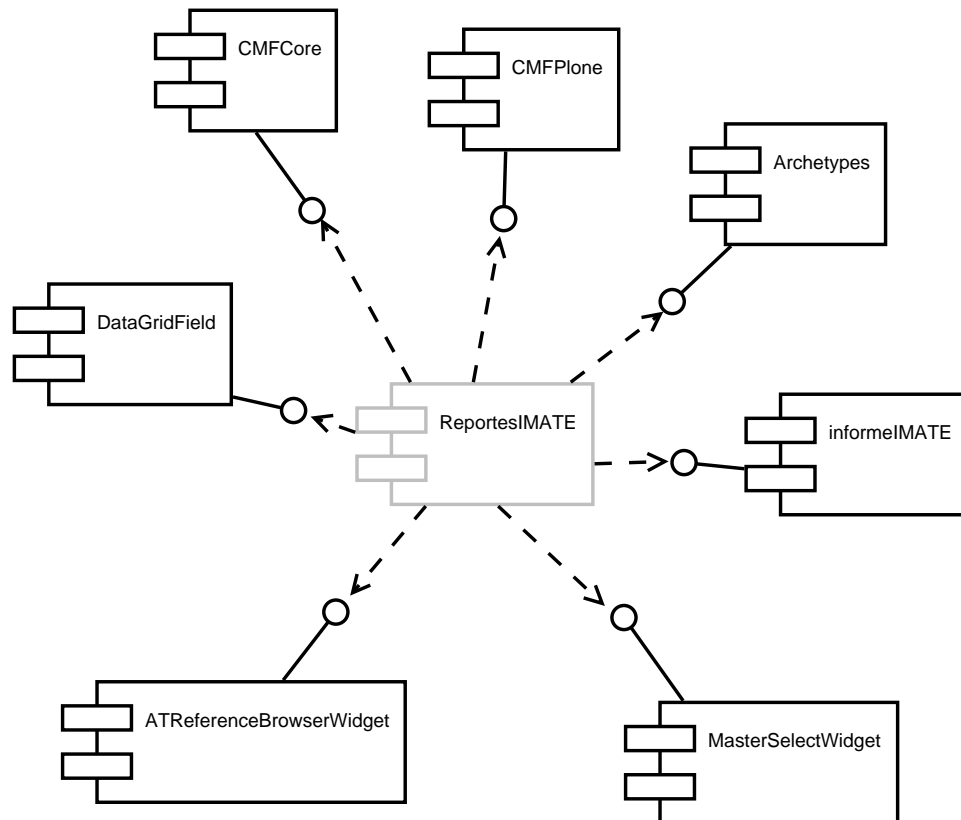 CMFCore
CMFPlone
Archetypes
DataGridField
ReportesIMATE
informeIMATE
ATReferenceBrowserWidget
MasterSelectWidget